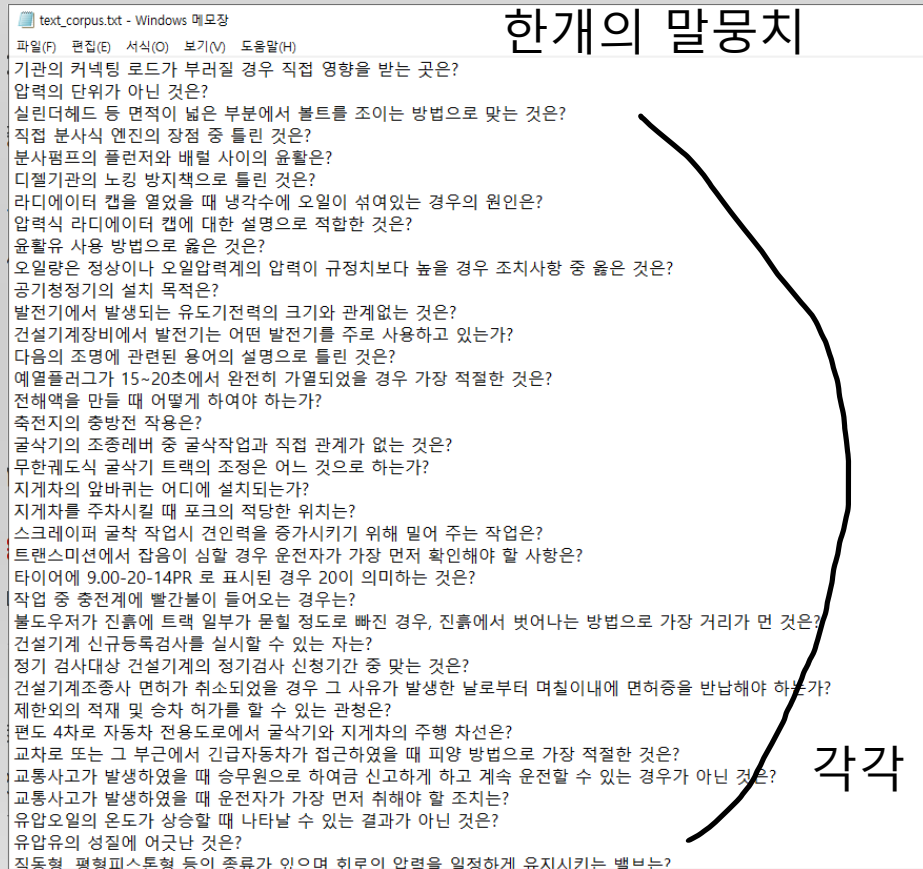 text_corpus.txt - Windows 메모장
한개의 말뭉치
파일(F) 편집(E) 서식(O) 보기(V) 도움말(H)
기관의 커넥팅 로드가 부러질 경우 직접 영향을 받는 곳은?
압력의 단위가 아닌 것은?
실린더헤드 등 면적이 넓은 부분에서 볼트를 조이는 방법으로 맞는 것은?
직접 분사식 엔진의 장점 중 틀린 것은?
분사펌프의 플런저와 배럴 사이의 윤활은?
디젤기관의 노킹 방지책으로 틀린 것은?
라디에이터 캡을 열었을 때 냉각수에 오일이 섞여있는 경우의 원인은?
압력식 라디에이터 캡에 대한 설명으로 적합한 것은?
윤활유 사용 방법으로 옳은 것은?
오일량은 정상이나 오일압력계의 압력이 규정치보다 높을 경우 조치사항 중 옳은 것은?
공기청정기의 설치 목적은?
발전기에서 발생되는 유도기전력의 크기와 관계없는 것은?
건설기계장비에서 발전기는 어떤 발전기를 주로 사용하고 있는가?
다음의 조명에 관련된 용어의 설명으로 틀린 것은?
예열플러그가 15~20초에서 완전히 가열되었을 경우 가장 적절한 것은?
전해액을 만들 때 어떻게 하여야 하는가?
축전지의 충방전 작용은?
굴삭기의 조종레버 중 굴삭작업과 직접 관계가 없는 것은?
무한궤도식 굴삭기 트랙의 조정은 어느 것으로 하는가?
지게차의 앞바퀴는 어디에 설치되는가?
지게차를 주차시킬 때 포크의 적당한 위치는?
스크레이퍼 굴착 작업시 견인력을 증가시키기 위해 밀어 주는 작업은?
트랜스미션에서 잡음이 심할 경우 운전자가 가장 먼저 확인해야 할 사항은?
타이어에 9.00-20-14PR 로 표시된 경우 20이 의미하는 것은?
작업 중 충전계에 빨간불이 들어오는 경우는?
불도우저가 진흙에 트랙 일부가 묻힐 정도로 빠진 경우, 진흙에서 벗어나는 방법으로 가장 거리가 먼 것은?
건설기계 신규등록검사를 실시할 수 있는 자는?
정기 검사대상 건설기계의 정기검사 신청기간 중 맞는 것은?
건설기계조종사 면허가 취소되었을 경우 그 사유가 발생한 날로부터 며칠이내에 면허증을 반납해야 하는가?
제한외의 적재 및 승차 허가를 할 수 있는 관청은?
편도 4차로 자동차 전용도로에서 굴삭기와 지게차의 주행 차선은?
교차로 또는 그 부근에서 긴급자동차가 접근하였을 때 피양 방법으로 가장 적절한 것은?
각각
교통사고가 발생하였을 때 승무원으로 하여금 신고하게 하고 계속 운전할 수 있는 경우가 아닌 것은?
교통사고가 발생하였을 때 운전자가 가장 먼저 취해야 할 조치는?
유압오일의 온도가 상승할 때 나타날 수 있는 결과가 아닌 것은?
유압유의 성질에 어긋난 것은?
직동형, 평형피스톤형 등의 종류가 있으며 회로의 압력을 일정하게 유지시키는 밸브는?